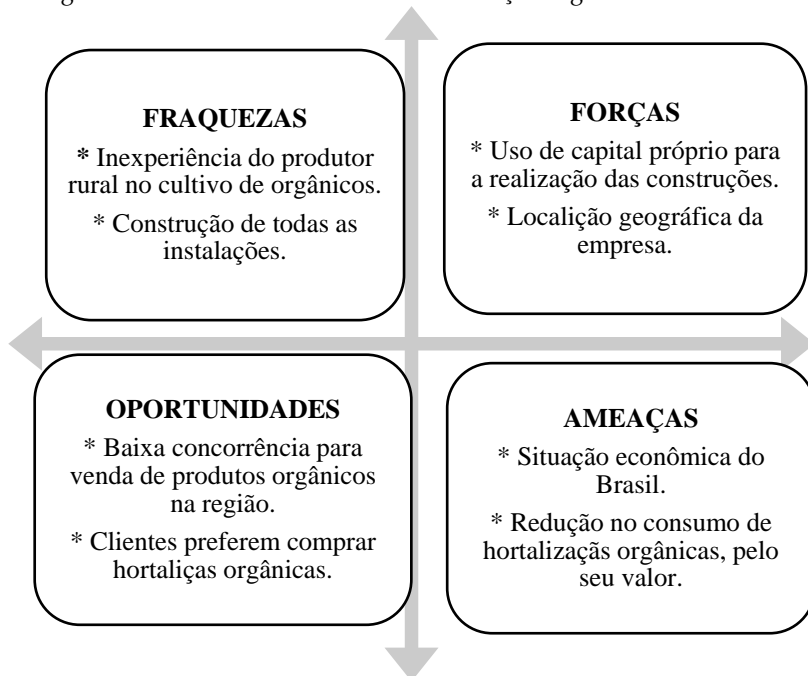 FRAQUEZAS
* Inexperiência do produtor
rural no cultivo de orgânicos.
* Construção de todas as
instalações.
FORÇAS
* Uso de capital próprio para
a realização das construções.
* Localição geográfica da
empresa.
OPORTUNIDADES
* Baixa concorrência para
venda de produtos orgânicos
na região.
* Clientes preferem comprar
hortaliças orgânicas.
AMEAÇAS
* Situação econômica do
Brasil.
* Redução no consumo de
hortalizaçãs orgânicas, pelo
seu valor.